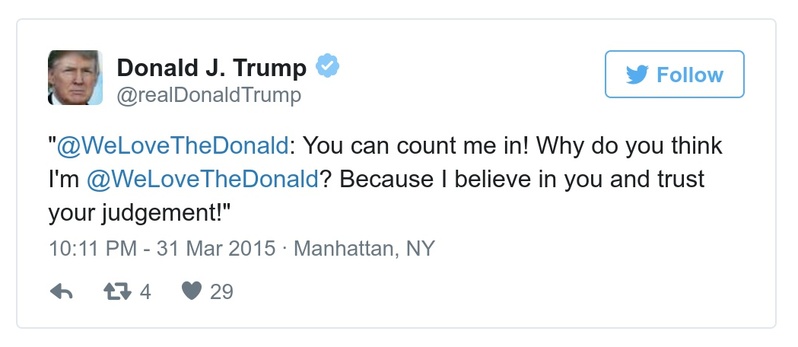 Donald J. Trump
@realDonaldTrump
Follow
"@WeLoveTheDonald: You can count me in! Why do you think
I'm @WeLoveTheDonald? Because I believe in you and trust
your judgement!"
10:11 PM - 31 Mar 2015 · Manhattan, NY
4 29